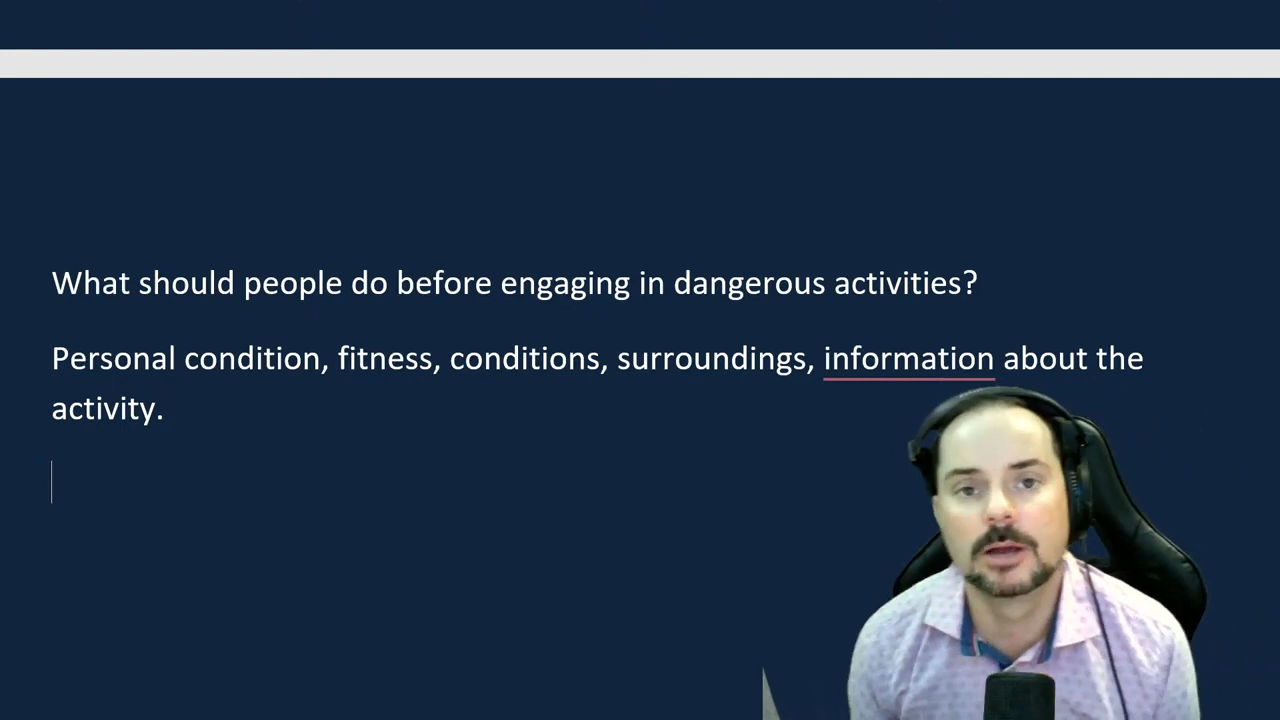 What should people do before engaging in dangerous activities?
Personal condition, fitness, conditions, surroundings, information about the
activity.